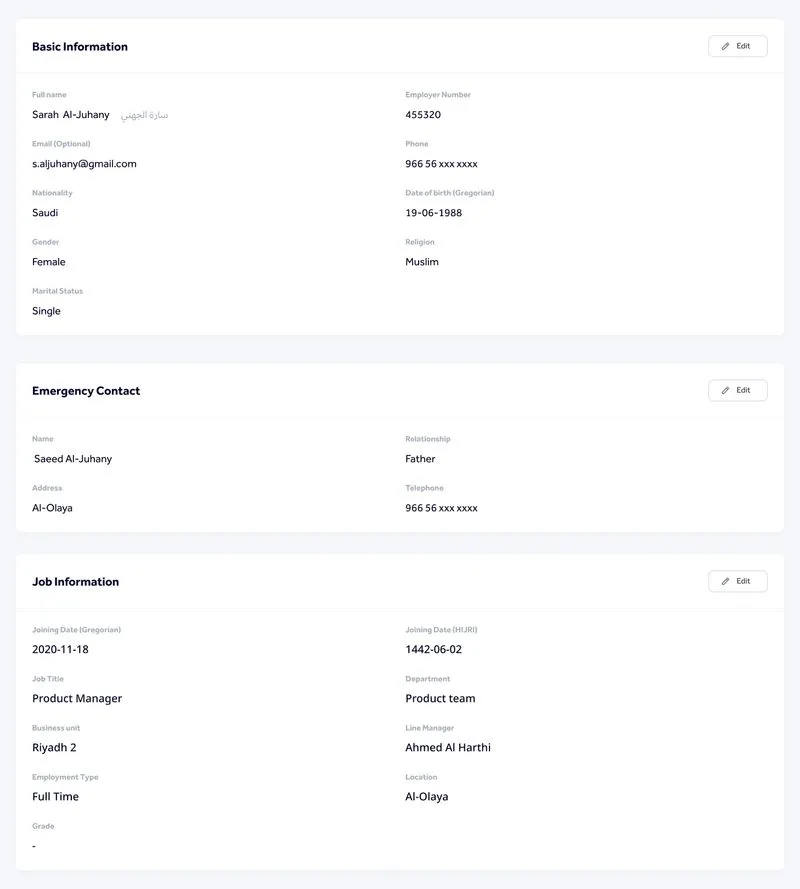 Basic Information
Edit
Full name
Employer Number
Sarah Al-Juhany سارة الجهني
455320
Email (Optional)
Phone
s.aljuhany@gmail.com
966 56 xxx xxxx
Nationality
Date of birth (Gregorian)
Saudi
19-06-1988
Gender
Religion
Female
Muslim
Marital Status
Single
Emergency Contact
Edit
Name
Relationship
Saeed Al-Juhany
Father
Address
Telephone
Al-Olaya
966 56 xxx xxxx
Job Information
Edit
Joining Date (Gregorian)
Joining Date (HIJRI)
2020-11-18
1442-06-02
Job Title
Department
Product Manager
Product team
Business unit
Line Manager
Riyadh 2
Ahmed Al Harthi
Employment Type
Location
Full Time
Al-Olaya
Grade
-